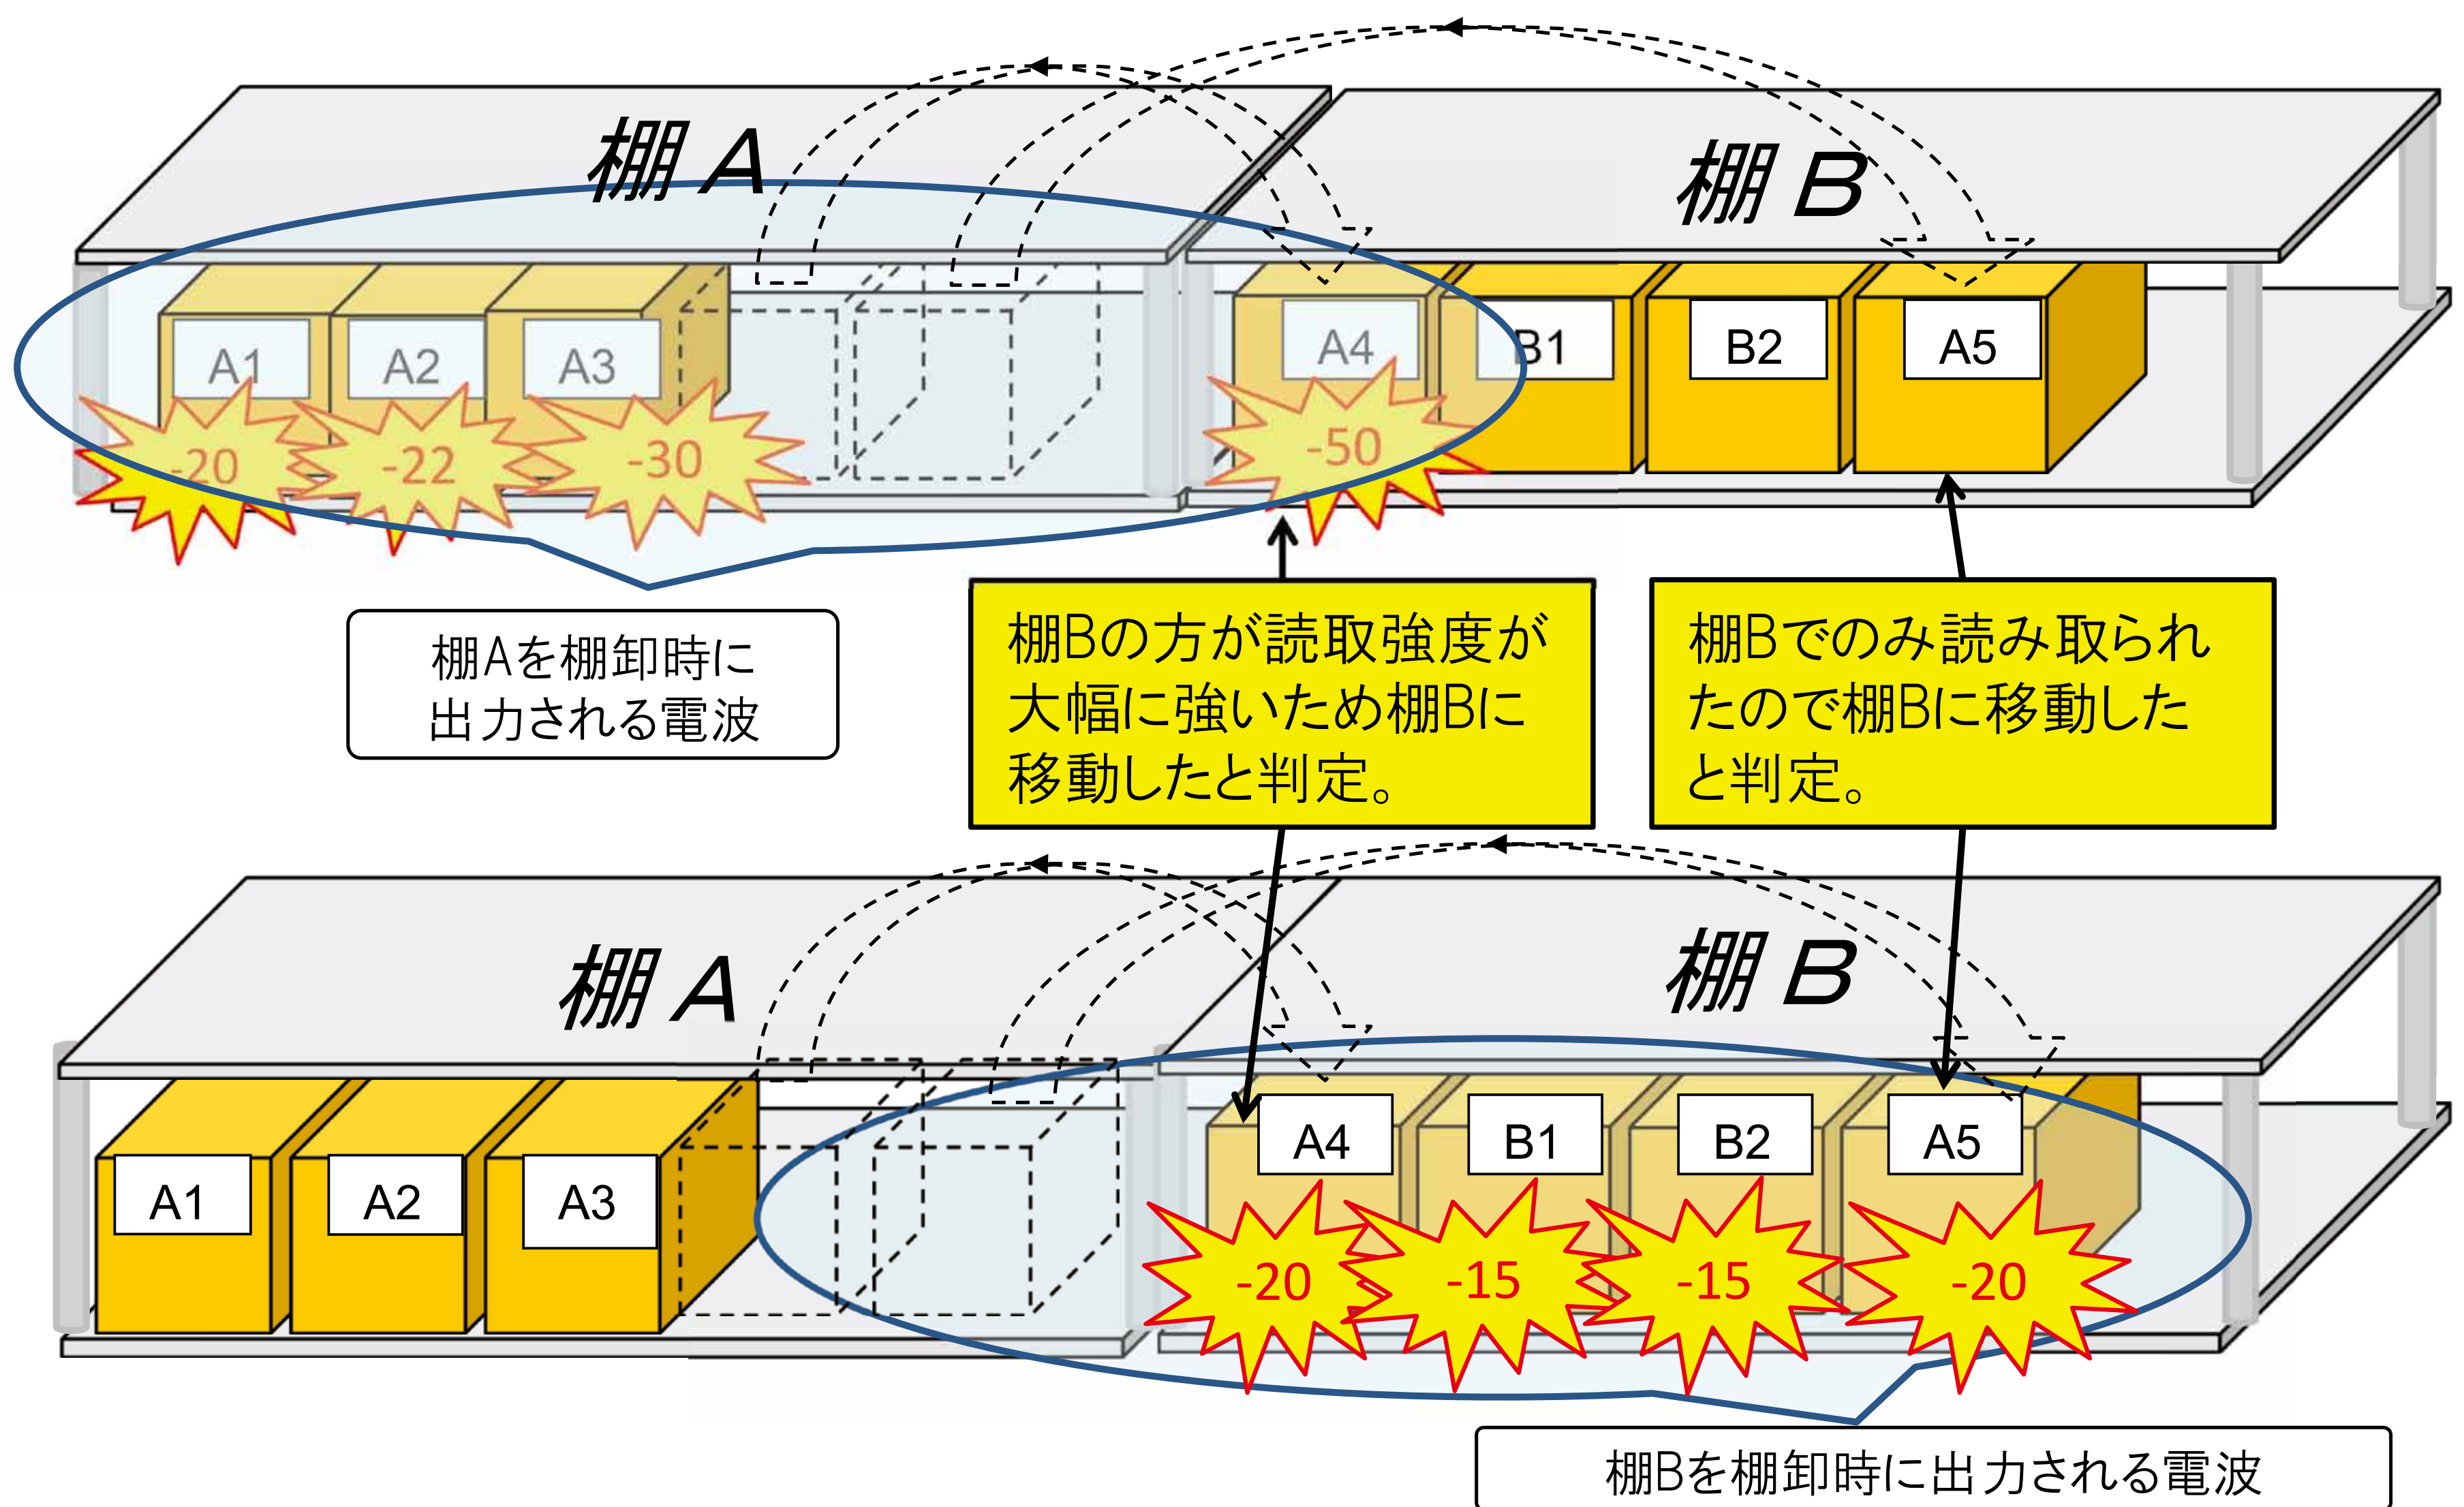 棚A
棚B
A1
A2
A3
A4
B1
B2
A5
-20
-22
-30
-50
棚Aを棚卸時に
出力される電波
棚Bの方が読取強度が
大幅に強いため棚Bに
移動したと判定。
棚Bでのみ読み取られ
たので棚Bに移動した
と判定。
棚A
棚B
A1
A2
A3
A4
B1
B2
A5
-20
-15
-15
-20
棚Bを棚卸時に出力される電波